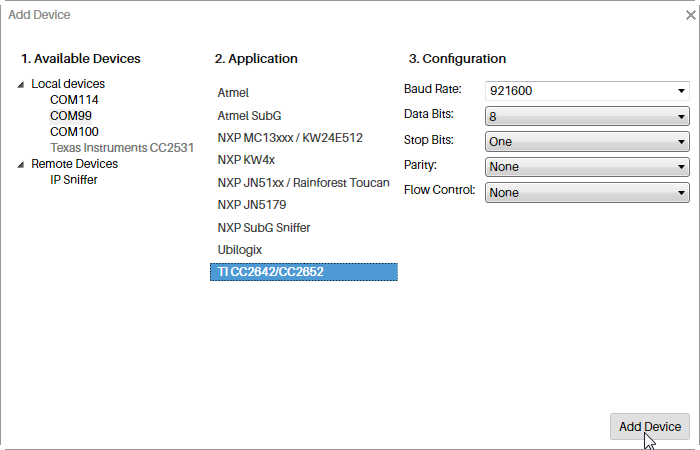 Add Device
1. Available Devices
Local devices
COM114
COM99
COM100
Texas Instruments CC2531
Remote Devices
IP Sniffer
2. Application
Atmel
Atmel SubG
NXP MC13xxx / KW24E512
NXP KW4x
NXP JN51xx / Rainforest Toucan
NXP JN5179
NXP SubG Sniffer
Ubilogix
TI CC2642/CC2652
3. Configuration
Baud Rate: 921600
Data Bits: 8
Stop Bits: One
Parity: None
Flow Control: None
Add Device